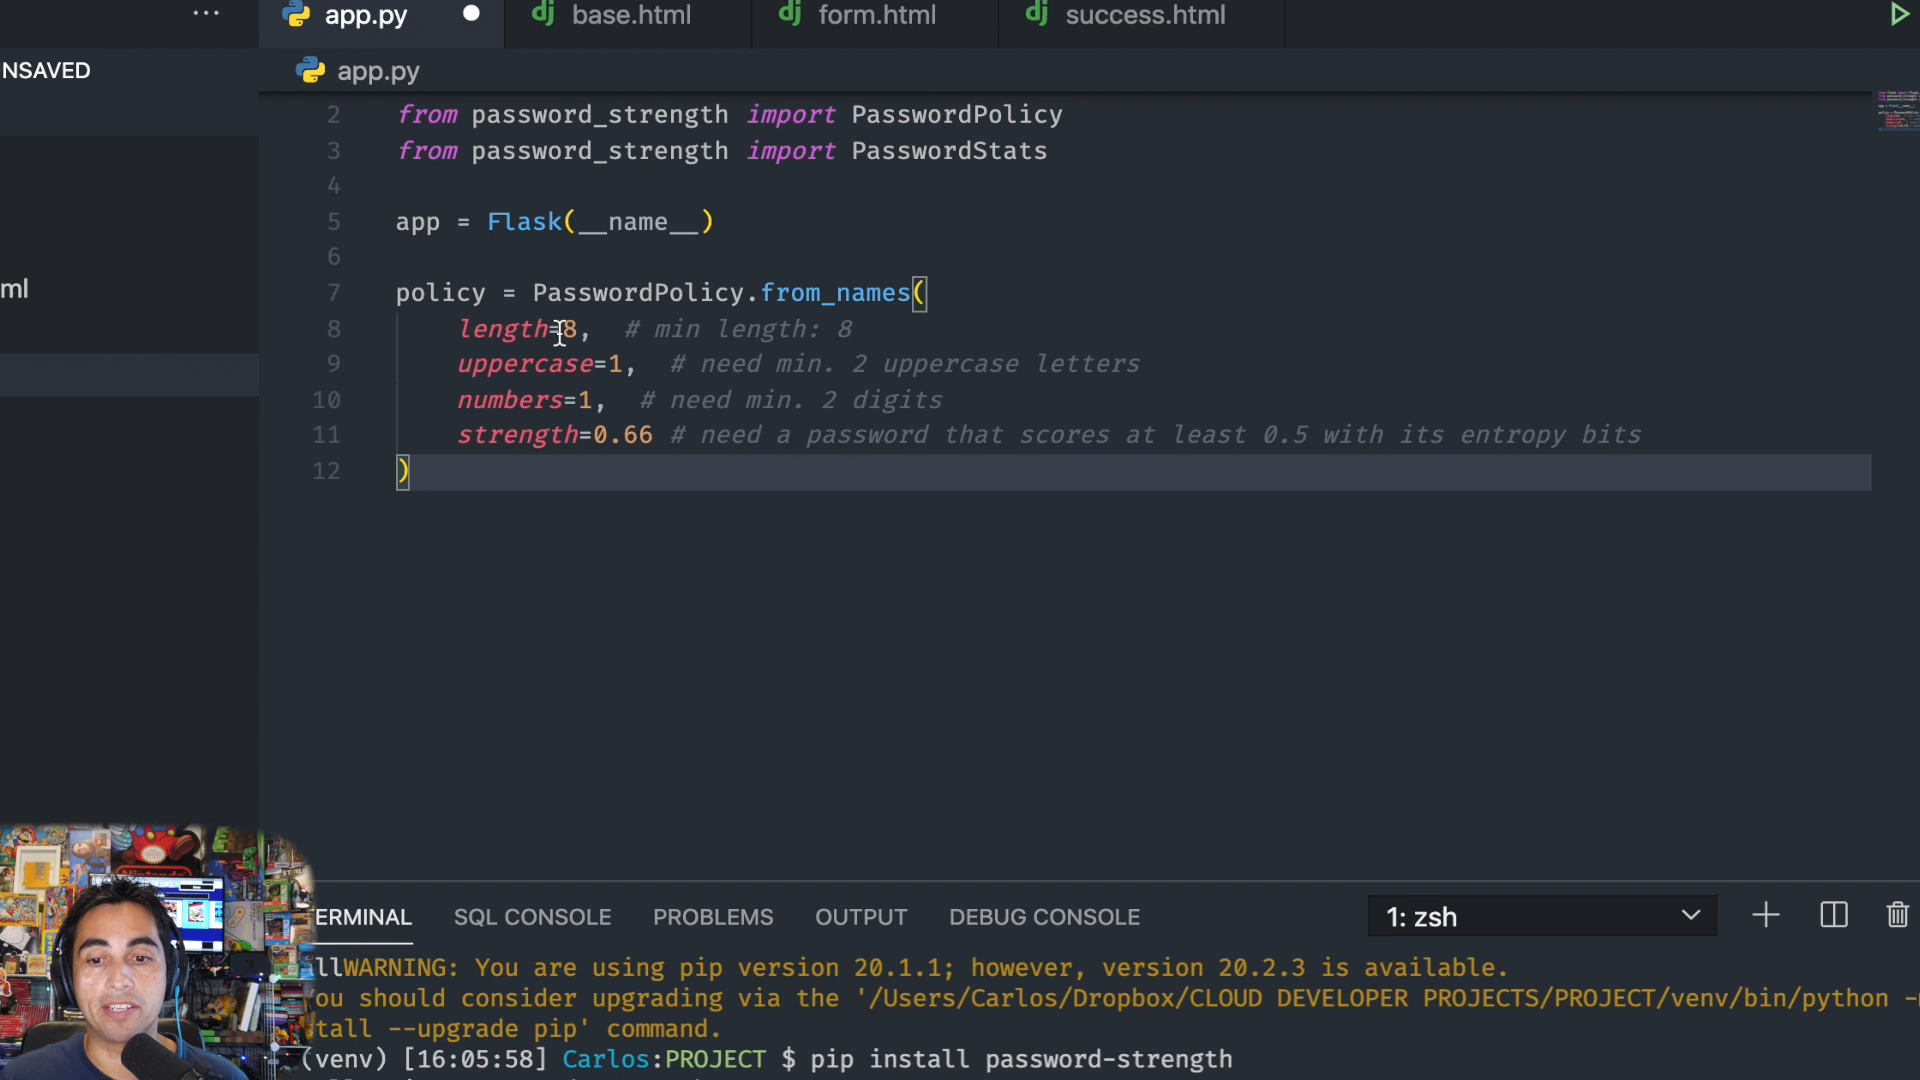 ... app.py base.html form.html success.html
NSAVED app.py
ml
2 from password_strength import PasswordPolicy
3 from password_strength import PasswordStats
4
5 app = Flask(__name__)
6
7 policy = PasswordPolicy.from_names(
8 length=8, # min length: 8
9 uppercase=1, # need min. 2 uppercase letters
10 numbers=1, # need min. 2 digits
11 strength=0.66 # need a password that scores at least 0.5 with its entropy bits
12 )
ERMINAL SQL CONSOLE PROBLEMS OUTPUT DEBUG CONSOLE 1: zsh
llWARNING: You are using pip version 20.1.1; however, version 20.2.3 is available.
ou should consider upgrading via the '/Users/Carlos/Dropbox/CLOUD DEVELOPER PROJECTS/PROJECT/venv/bin/python -
tall --upgrade pip' command.
(venv) [16:05:58] Carlos:PROJECT $ pip install password-strength